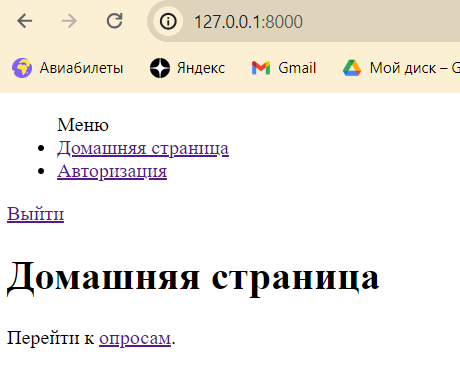 127.0.0.1:8000
Авиабилеты Яндекс Gmail Мой диск – G
Меню
Домашняя страница
Авторизация
Выйти
Домашняя страница
Перейти к опросам.